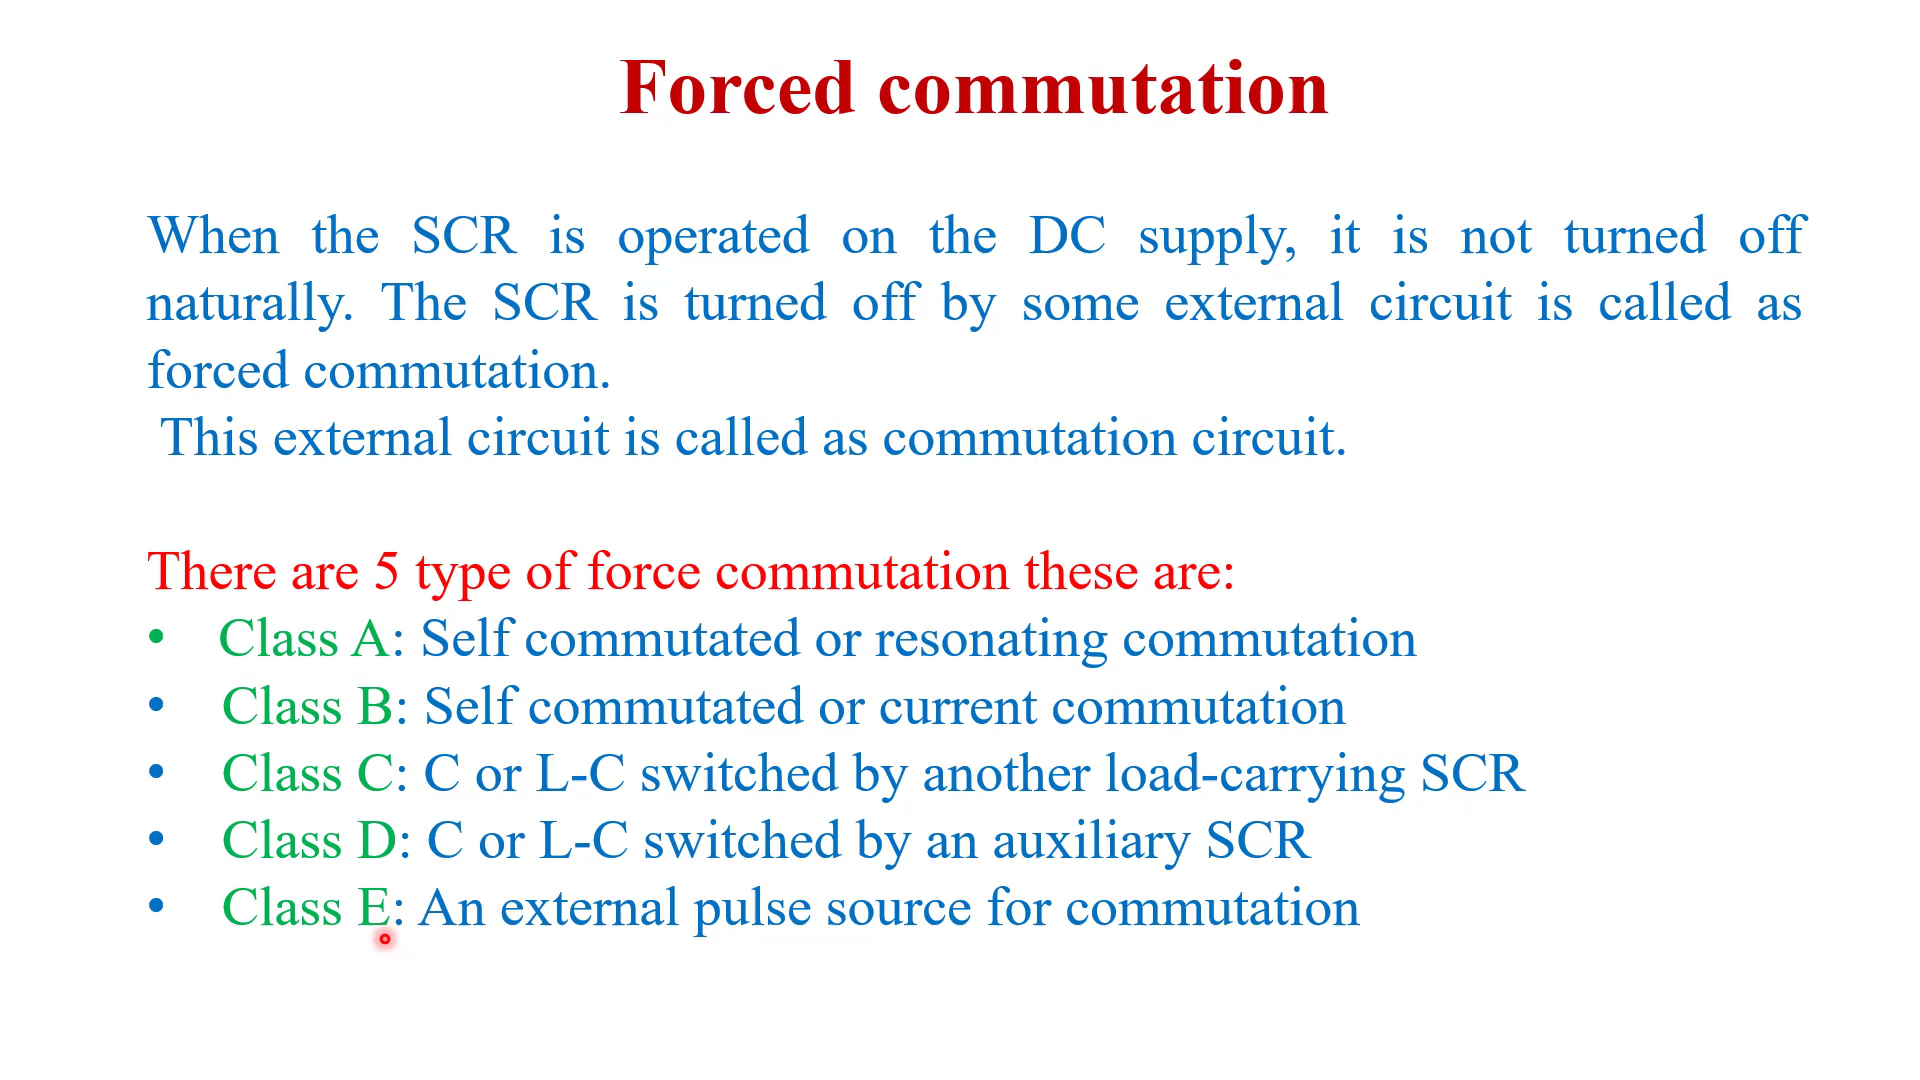 Forced commutation
When the SCR is operated on the DC supply, it is not turned off
naturally. The SCR is turned off by some external circuit is called as
forced commutation.
This external circuit is called as commutation circuit.
There are 5 type of force commutation these are:
• Class A: Self commutated or resonating commutation
• Class B: Self commutated or current commutation
• Class C: C or L-C switched by another load-carrying SCR
• Class D: C or L-C switched by an auxiliary SCR
• Class E: An external pulse source for commutation